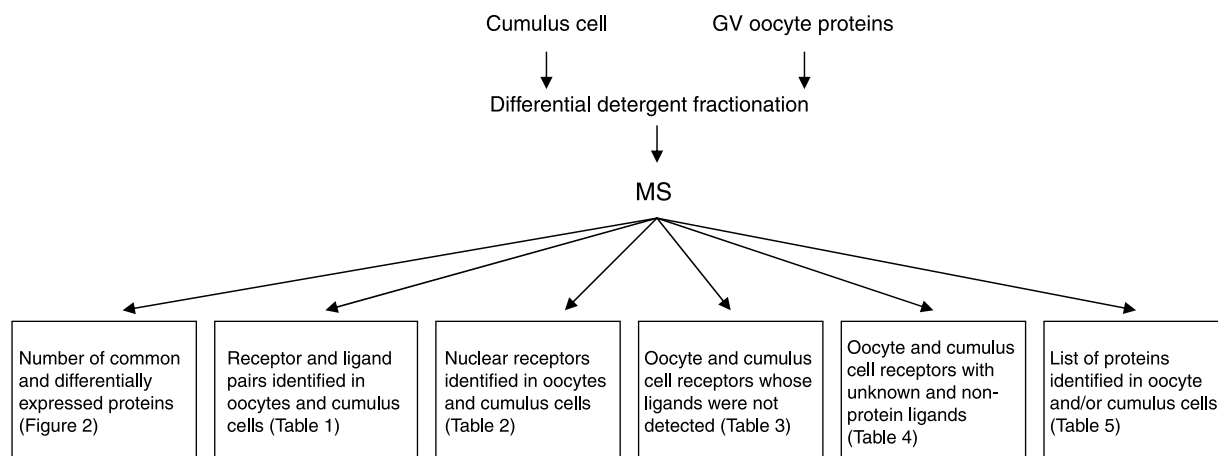 Cumulus cell
GV oocyte proteins
Differential detergent fractionation
MS
Number of common
and differentially
expressed proteins
(Figure 2)
Receptor and ligand
pairs identified in
oocytes and cumulus
cells (Table 1)
Nuclear receptors
identified in oocytes
and cumulus cells
(Table 2)
Oocyte and cumulus
cell receptors whose
ligands were not
detected (Table 3)
Oocyte and cumulus
cell receptors with
unknown and non-
protein ligands
(Table 4)
List of proteins
identified in oocyte
and/or cumulus cells
(Table 5)